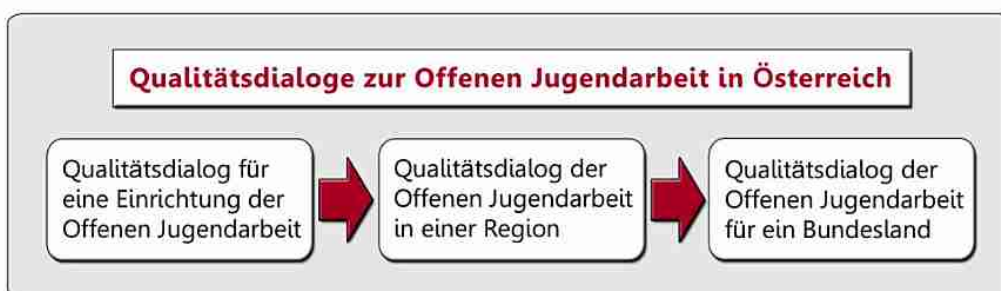 Qualitätsdialoge zur Offenen Jugendarbeit in Österreich
Qualitätsdialog für
eine Einrichtung der
Offenen Jugendarbeit
Qualitätsdialog der
Offenen Jugendarbeit
in einer Region
Qualitätsdialog der
Offenen Jugendarbeit
für ein Bundesland